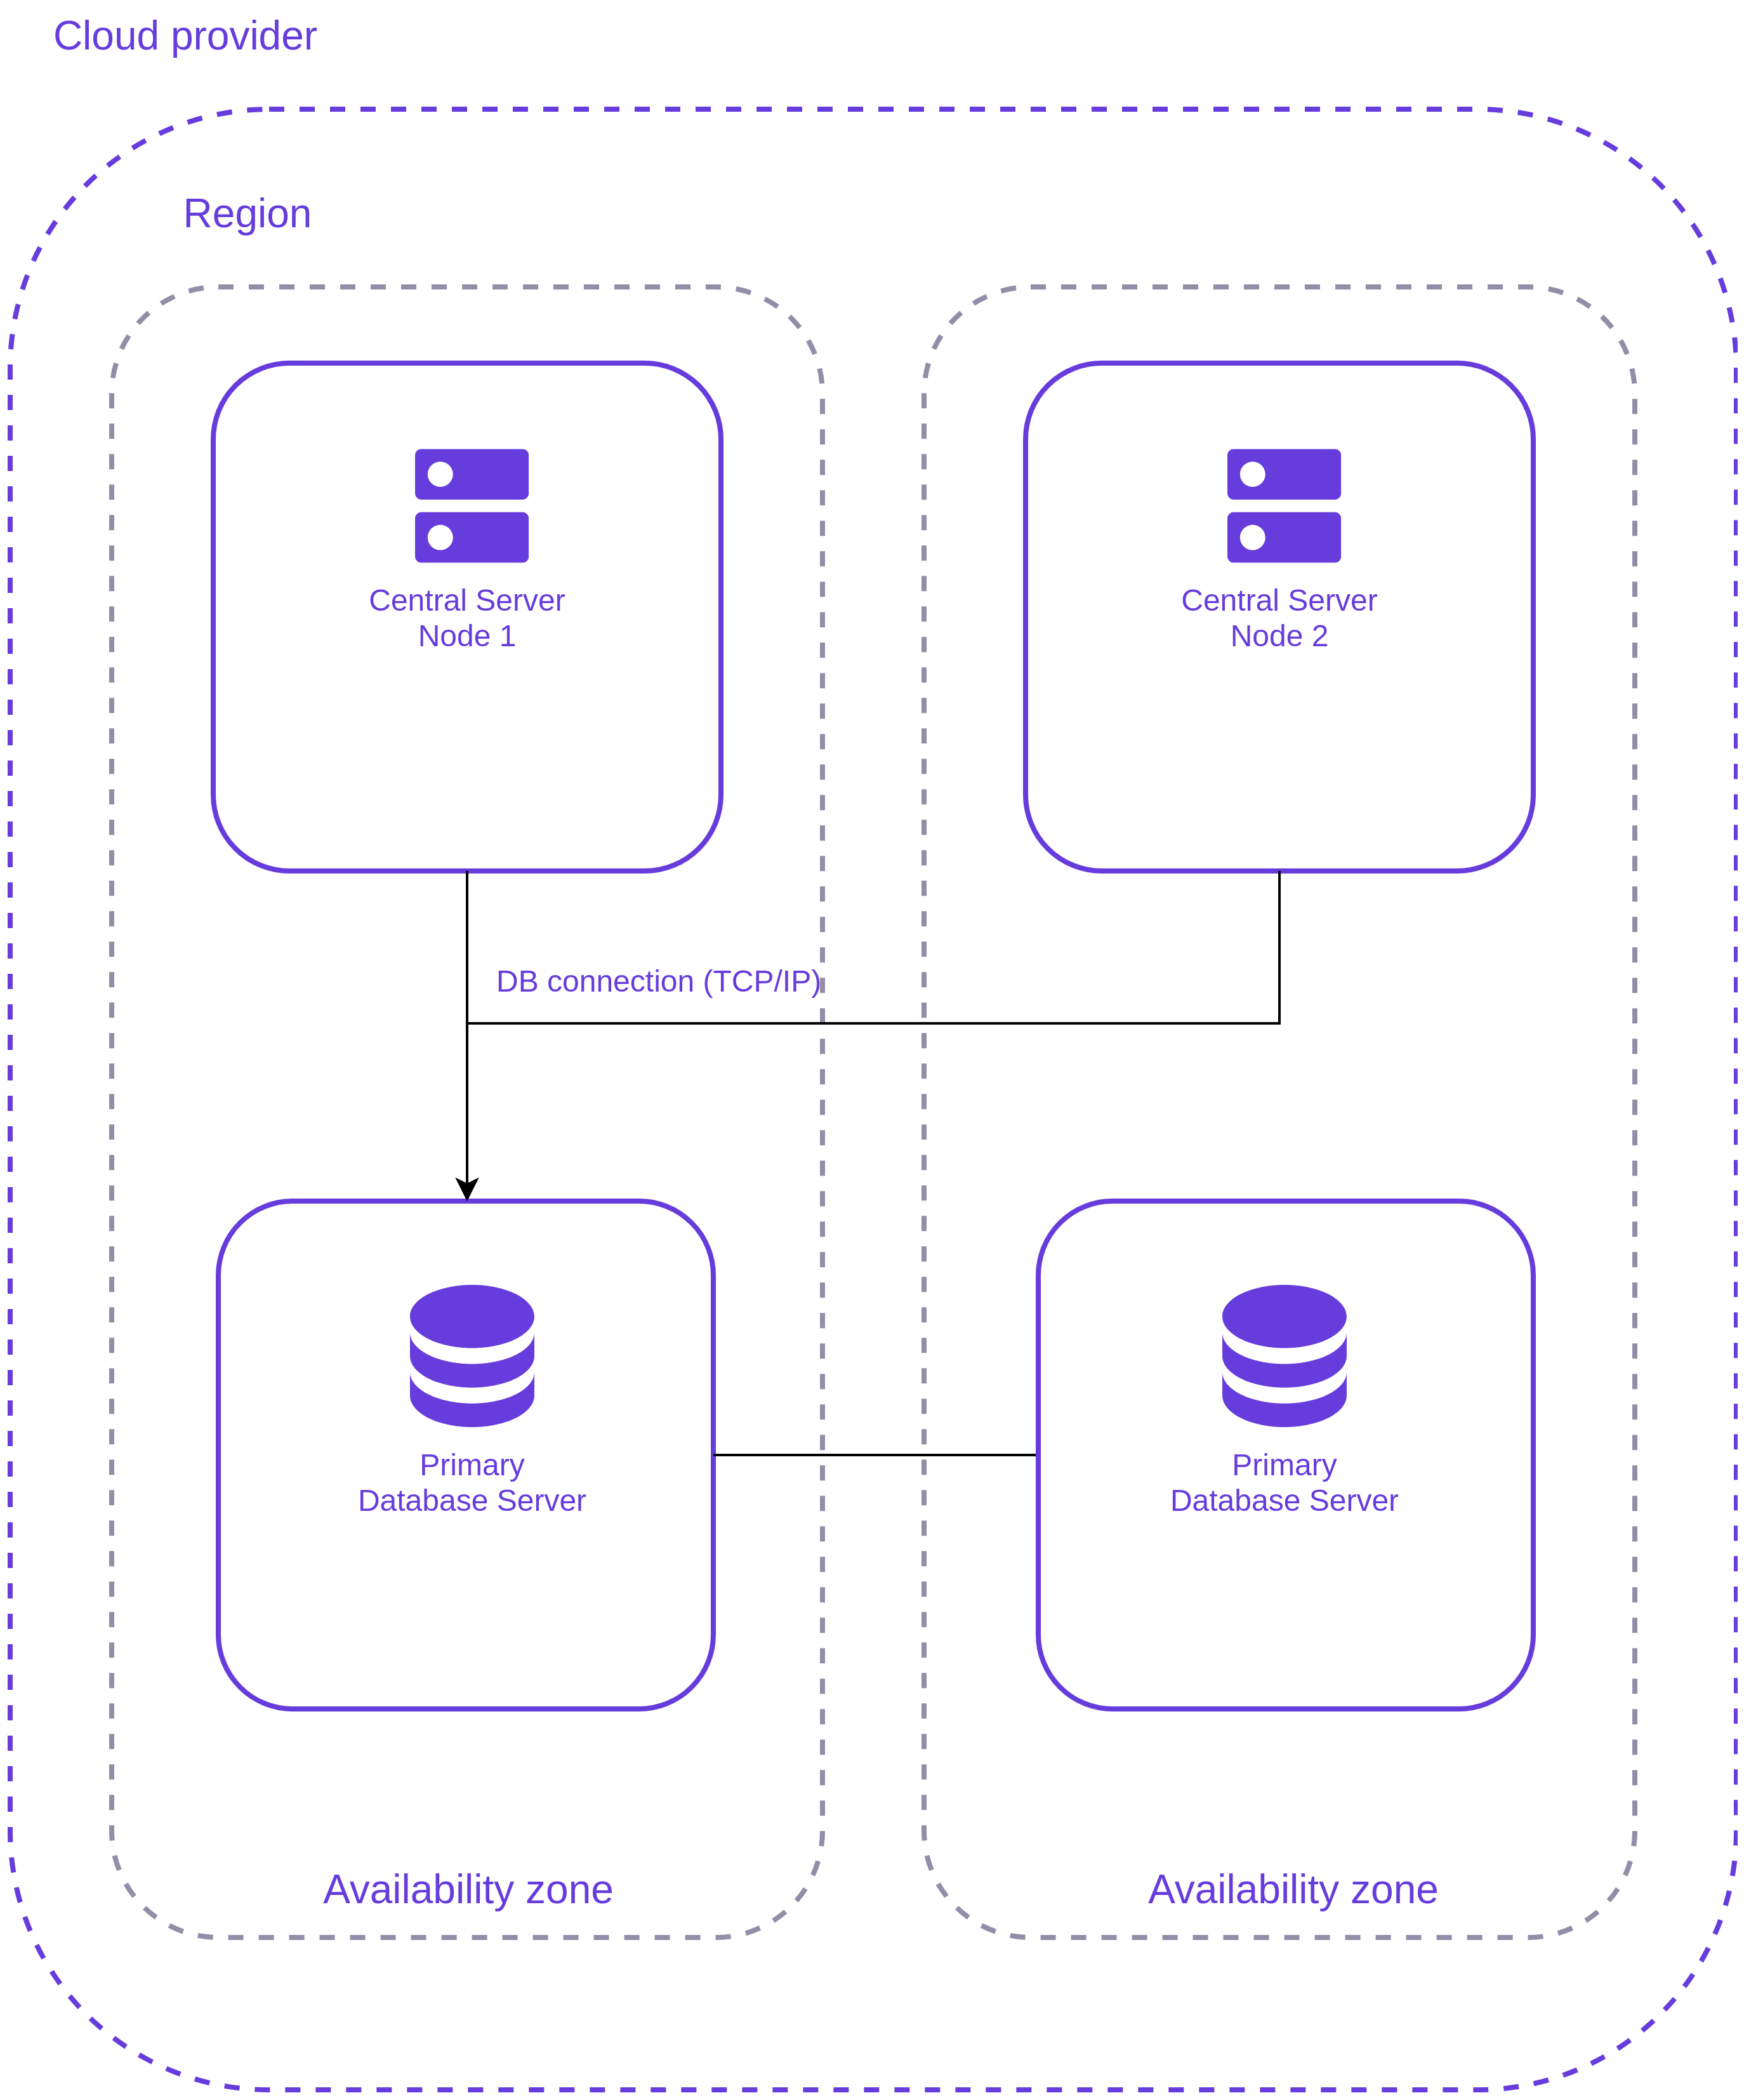 Cloud provider
Region
Central Server
Node 1
Central Server
Node 2
DB connection (TCP/IP)
Primary
Database Server
Primary
Database Server
Availability zone
Availability zone